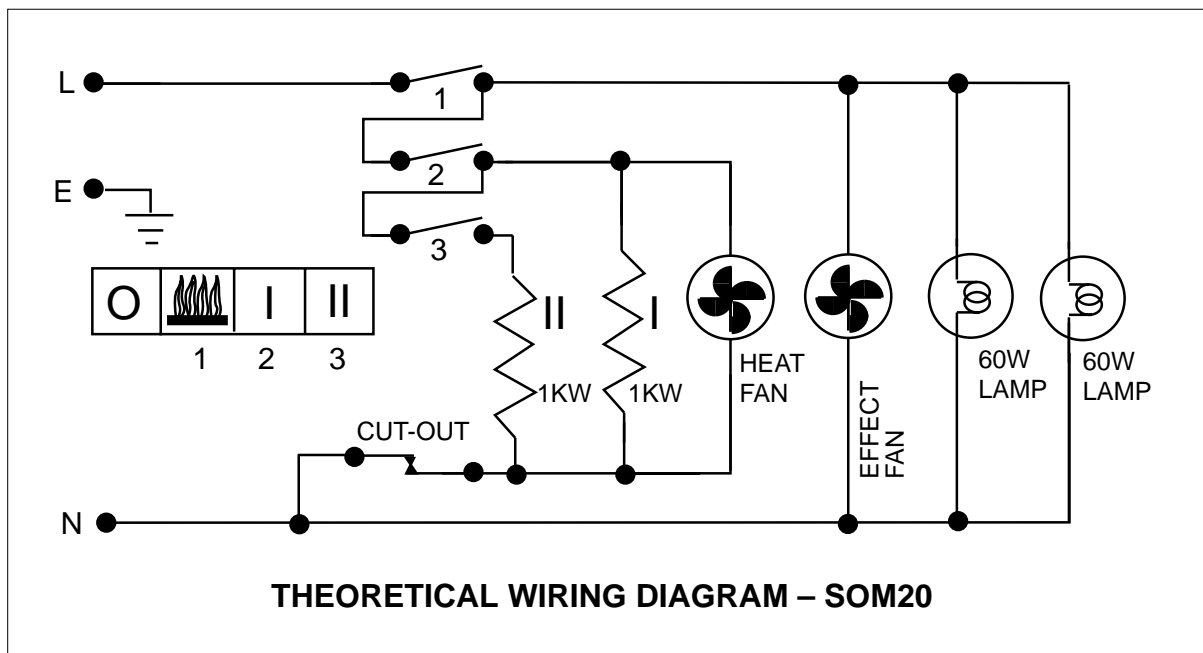 L
1
2
E
3
O I II
1 2 3
II
I
1KW
1KW
HEAT
FAN
EFFECT
FAN
60W
LAMP
60W
LAMP
CUT-OUT
N
THEORETICAL WIRING DIAGRAM – SOM20